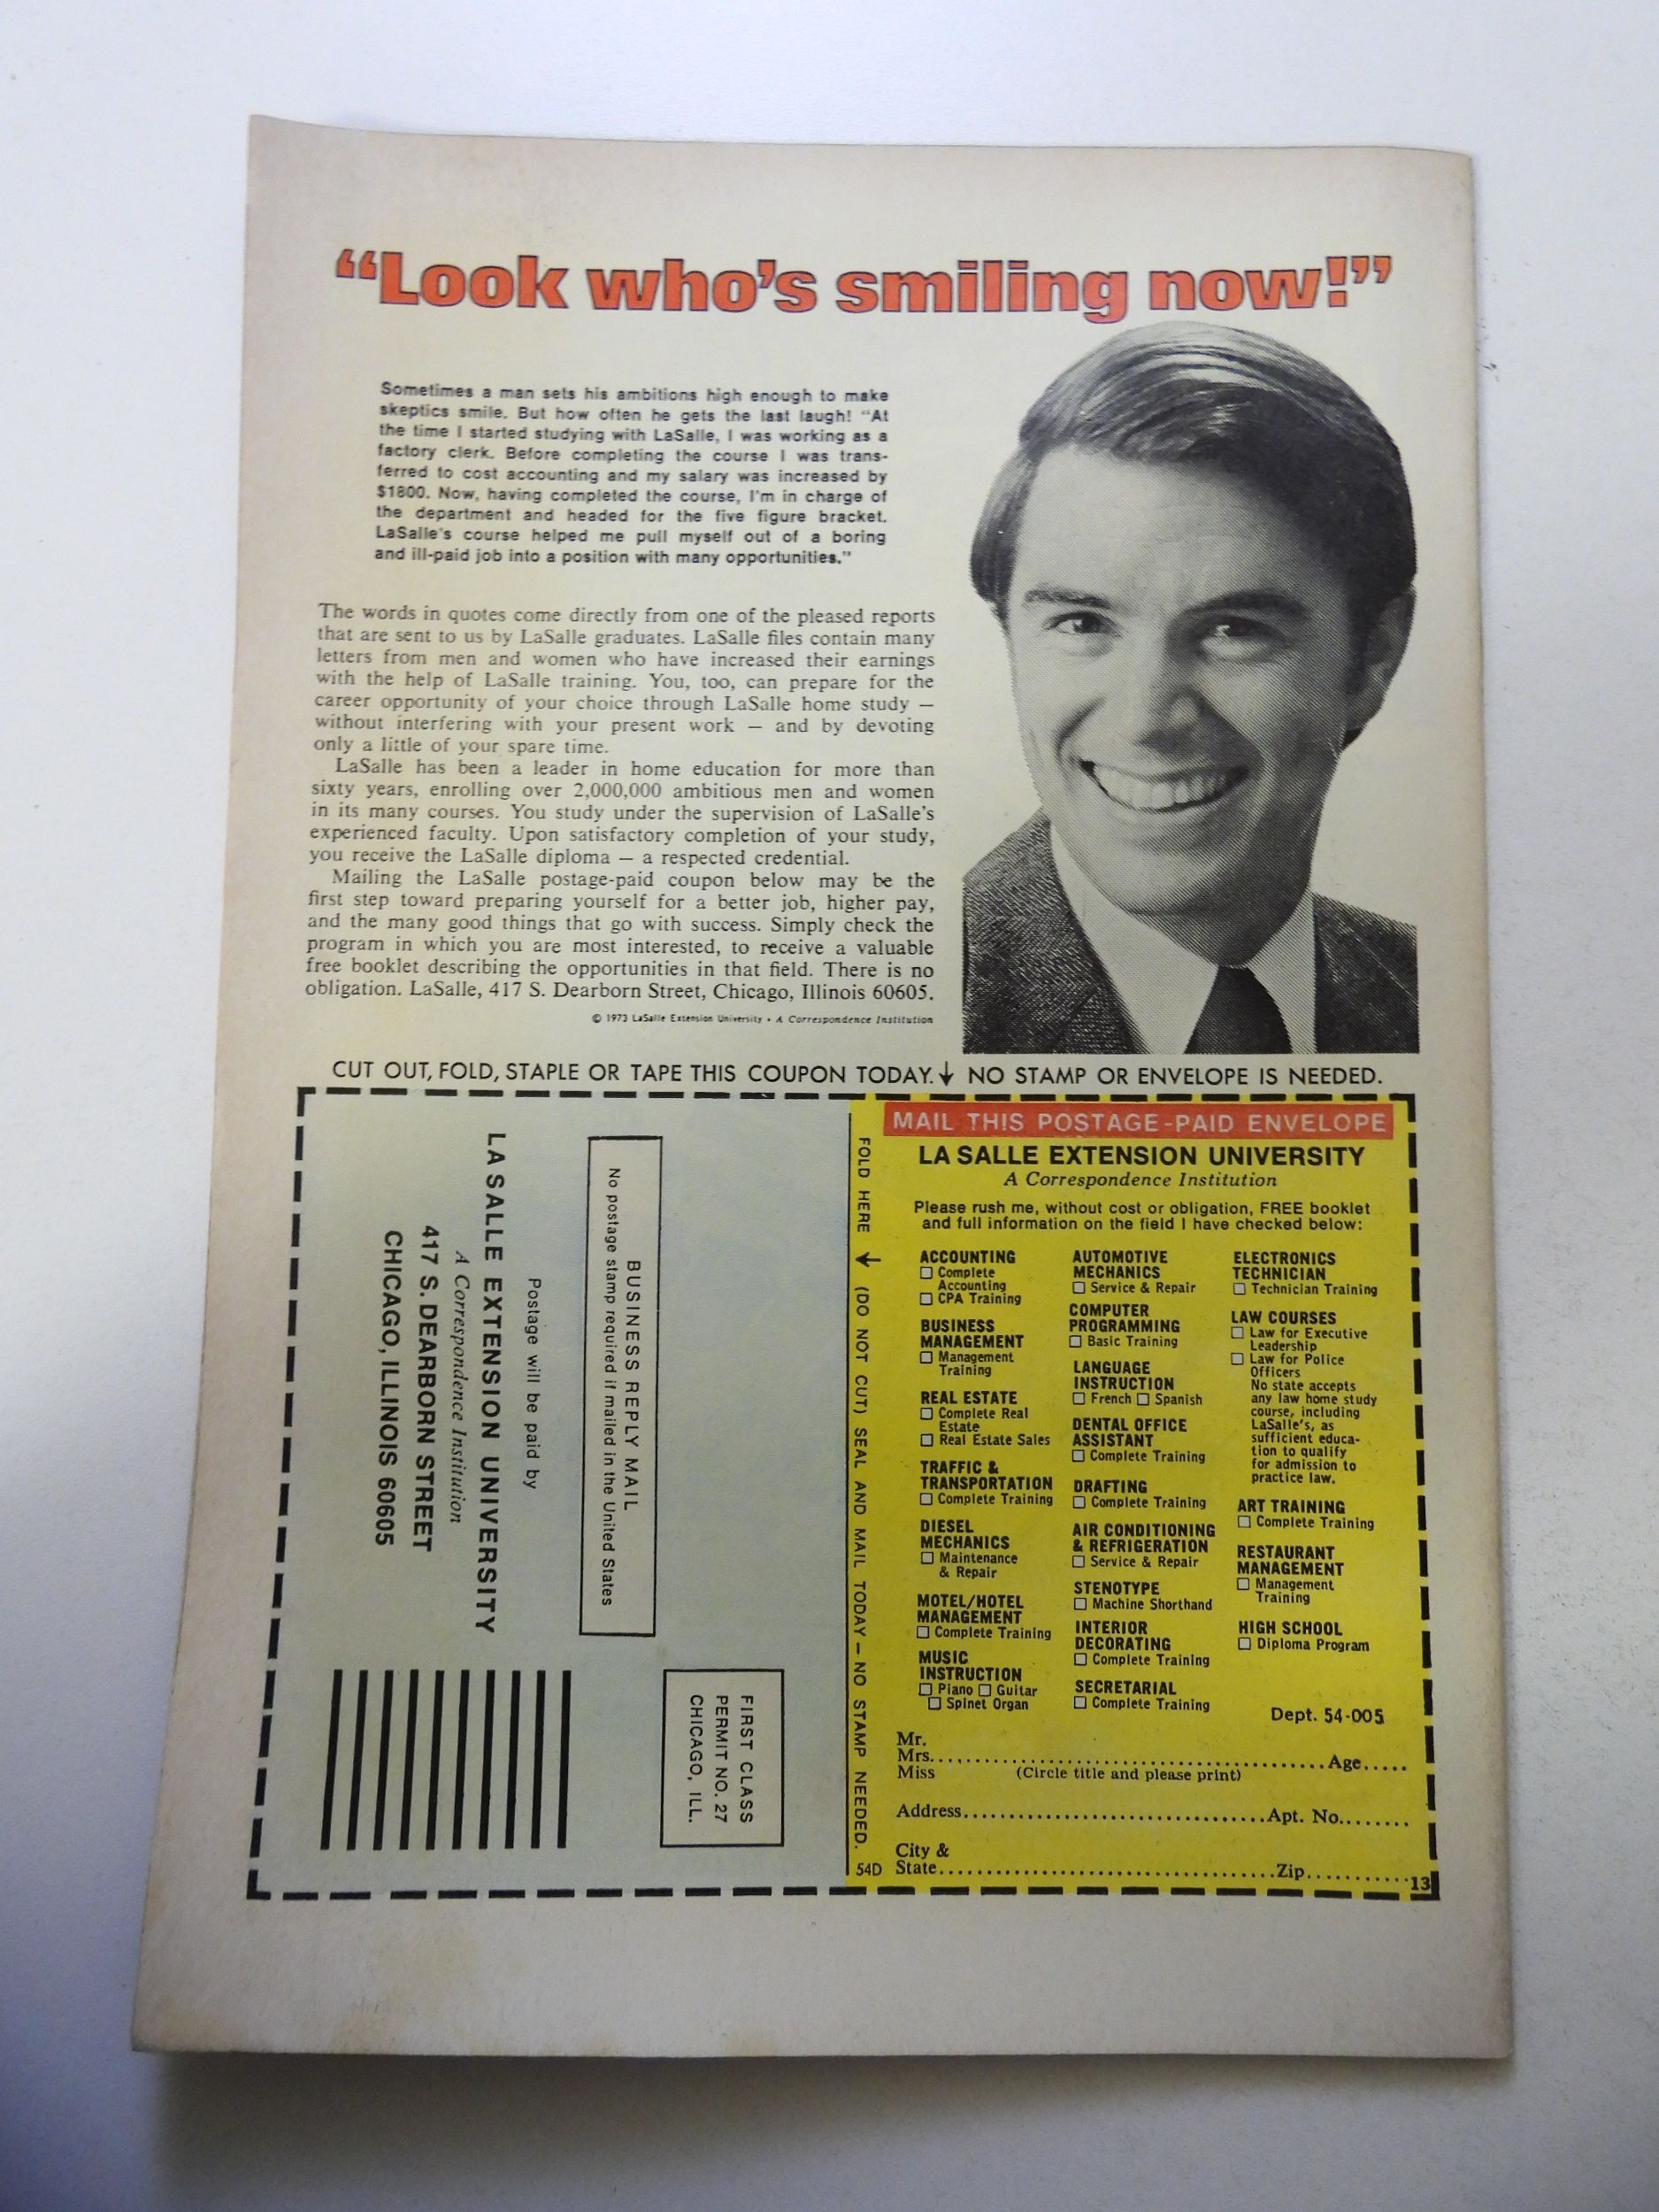 “Look who’s smiling now!”
Sometimes a man sets his ambitions high enough to make
skeptics smile. But how often he gets the last laugh! “At
the time I started studying with LaSalle, I was working as a
factory clerk. Before completing the course I was trans-
ferred to cost accounting and my salary was increased by
$1800. Now, having completed the course, I’m in charge of
the department and headed for the five figure bracket.
LaSalle’s course helped me pull myself out of a boring
and ill-paid job into a position with many opportunities.”
The words in quotes come directly from one of the pleased reports
that are sent to us by LaSalle graduates. LaSalle files contain many
letters from men and women who have increased their earnings
with the help of LaSalle training. You, too, can prepare for the
career opportunity of your choice through LaSalle home study —
without interfering with your present work — and by devoting
only a little of your spare time.
LaSalle has been a leader in home education for more than
sixty years, enrolling over 2,000,000 ambitious men and women
in its many courses. You study under the supervision of LaSalle’s
experienced faculty. Upon satisfactory completion of your study,
you receive the LaSalle diploma — a respected credential.
Mailing the LaSalle postage-paid coupon below may be the
first step toward preparing yourself for a better job, higher pay,
and the many good things that go with success. Simply check the
program in which you are most interested, to receive a valuable
free booklet describing the opportunities in that field. There is no
obligation. LaSalle, 417 S. Dearborn Street, Chicago, Illinois 60605.
© 1973 LaSalle Extension University • A Correspondence Institution
CUT OUT, FOLD, STAPLE OR TAPE THIS COUPON TODAY.↓ NO STAMP OR ENVELOPE IS NEEDED.
FIRST CLASS
PERMIT NO. 27
CHICAGO, ILL.
BUSINESS REPLY MAIL
No postage stamp required if mailed in the United States
Postage will be paid by
LASALLE EXTENSION UNIVERSITY
A Correspondence Institution
417 S. DEARBORN STREET
CHICAGO, ILLINOIS 60605
FOLD HERE ↓ (DO NOT CUT) SEAL AND MAIL TODAY — NO STAMP NEEDED.
54D
MAIL THIS POSTAGE-PAID ENVELOPE
LA SALLE EXTENSION UNIVERSITY
A Correspondence Institution
Please rush me, without cost or obligation, FREE booklet
and full information on the field I have checked below:
ACCOUNTING
☐ Complete
Accounting
☐ CPA Training
BUSINESS
MANAGEMENT
☐ Management
Training
REAL ESTATE
☐ Complete Real
Estate
☐ Real Estate Sales
TRAFFIC &
TRANSPORTATION
☐ Complete Training
DIESEL
MECHANICS
☐ Maintenance
& Repair
MOTEL/HOTEL
MANAGEMENT
☐ Complete Training
MUSIC
INSTRUCTION
☐ Piano ☐ Guitar
☐ Spinet Organ
AUTOMOTIVE
MECHANICS
☐ Service & Repair
COMPUTER
PROGRAMMING
☐ Basic Training
LANGUAGE
INSTRUCTION
☐ French ☐ Spanish
DENTAL OFFICE
ASSISTANT
☐ Complete Training
DRAFTING
☐ Complete Training
AIR CONDITIONING
& REFRIGERATION
☐ Service & Repair
STENOTYPE
☐ Machine Shorthand
INTERIOR
DECORATING
☐ Complete Training
SECRETARIAL
☐ Complete Training
ELECTRONICS
TECHNICIAN
☐ Technician Training
LAW COURSES
☐ Law for Executive
Leadership
☐ Law for Police
Officers
No state accepts
any law home study
course, including
LaSalle’s, as
sufficient educa-
tion to qualify
for admission to
practice law.
ART TRAINING
☐ Complete Training
RESTAURANT
MANAGEMENT
☐ Management
Training
HIGH SCHOOL
☐ Diploma Program
Dept. 54-005
Mr.
Mrs. Age
Miss (Circle title and please print)
Address Apt. No.
City &
State Zip
13